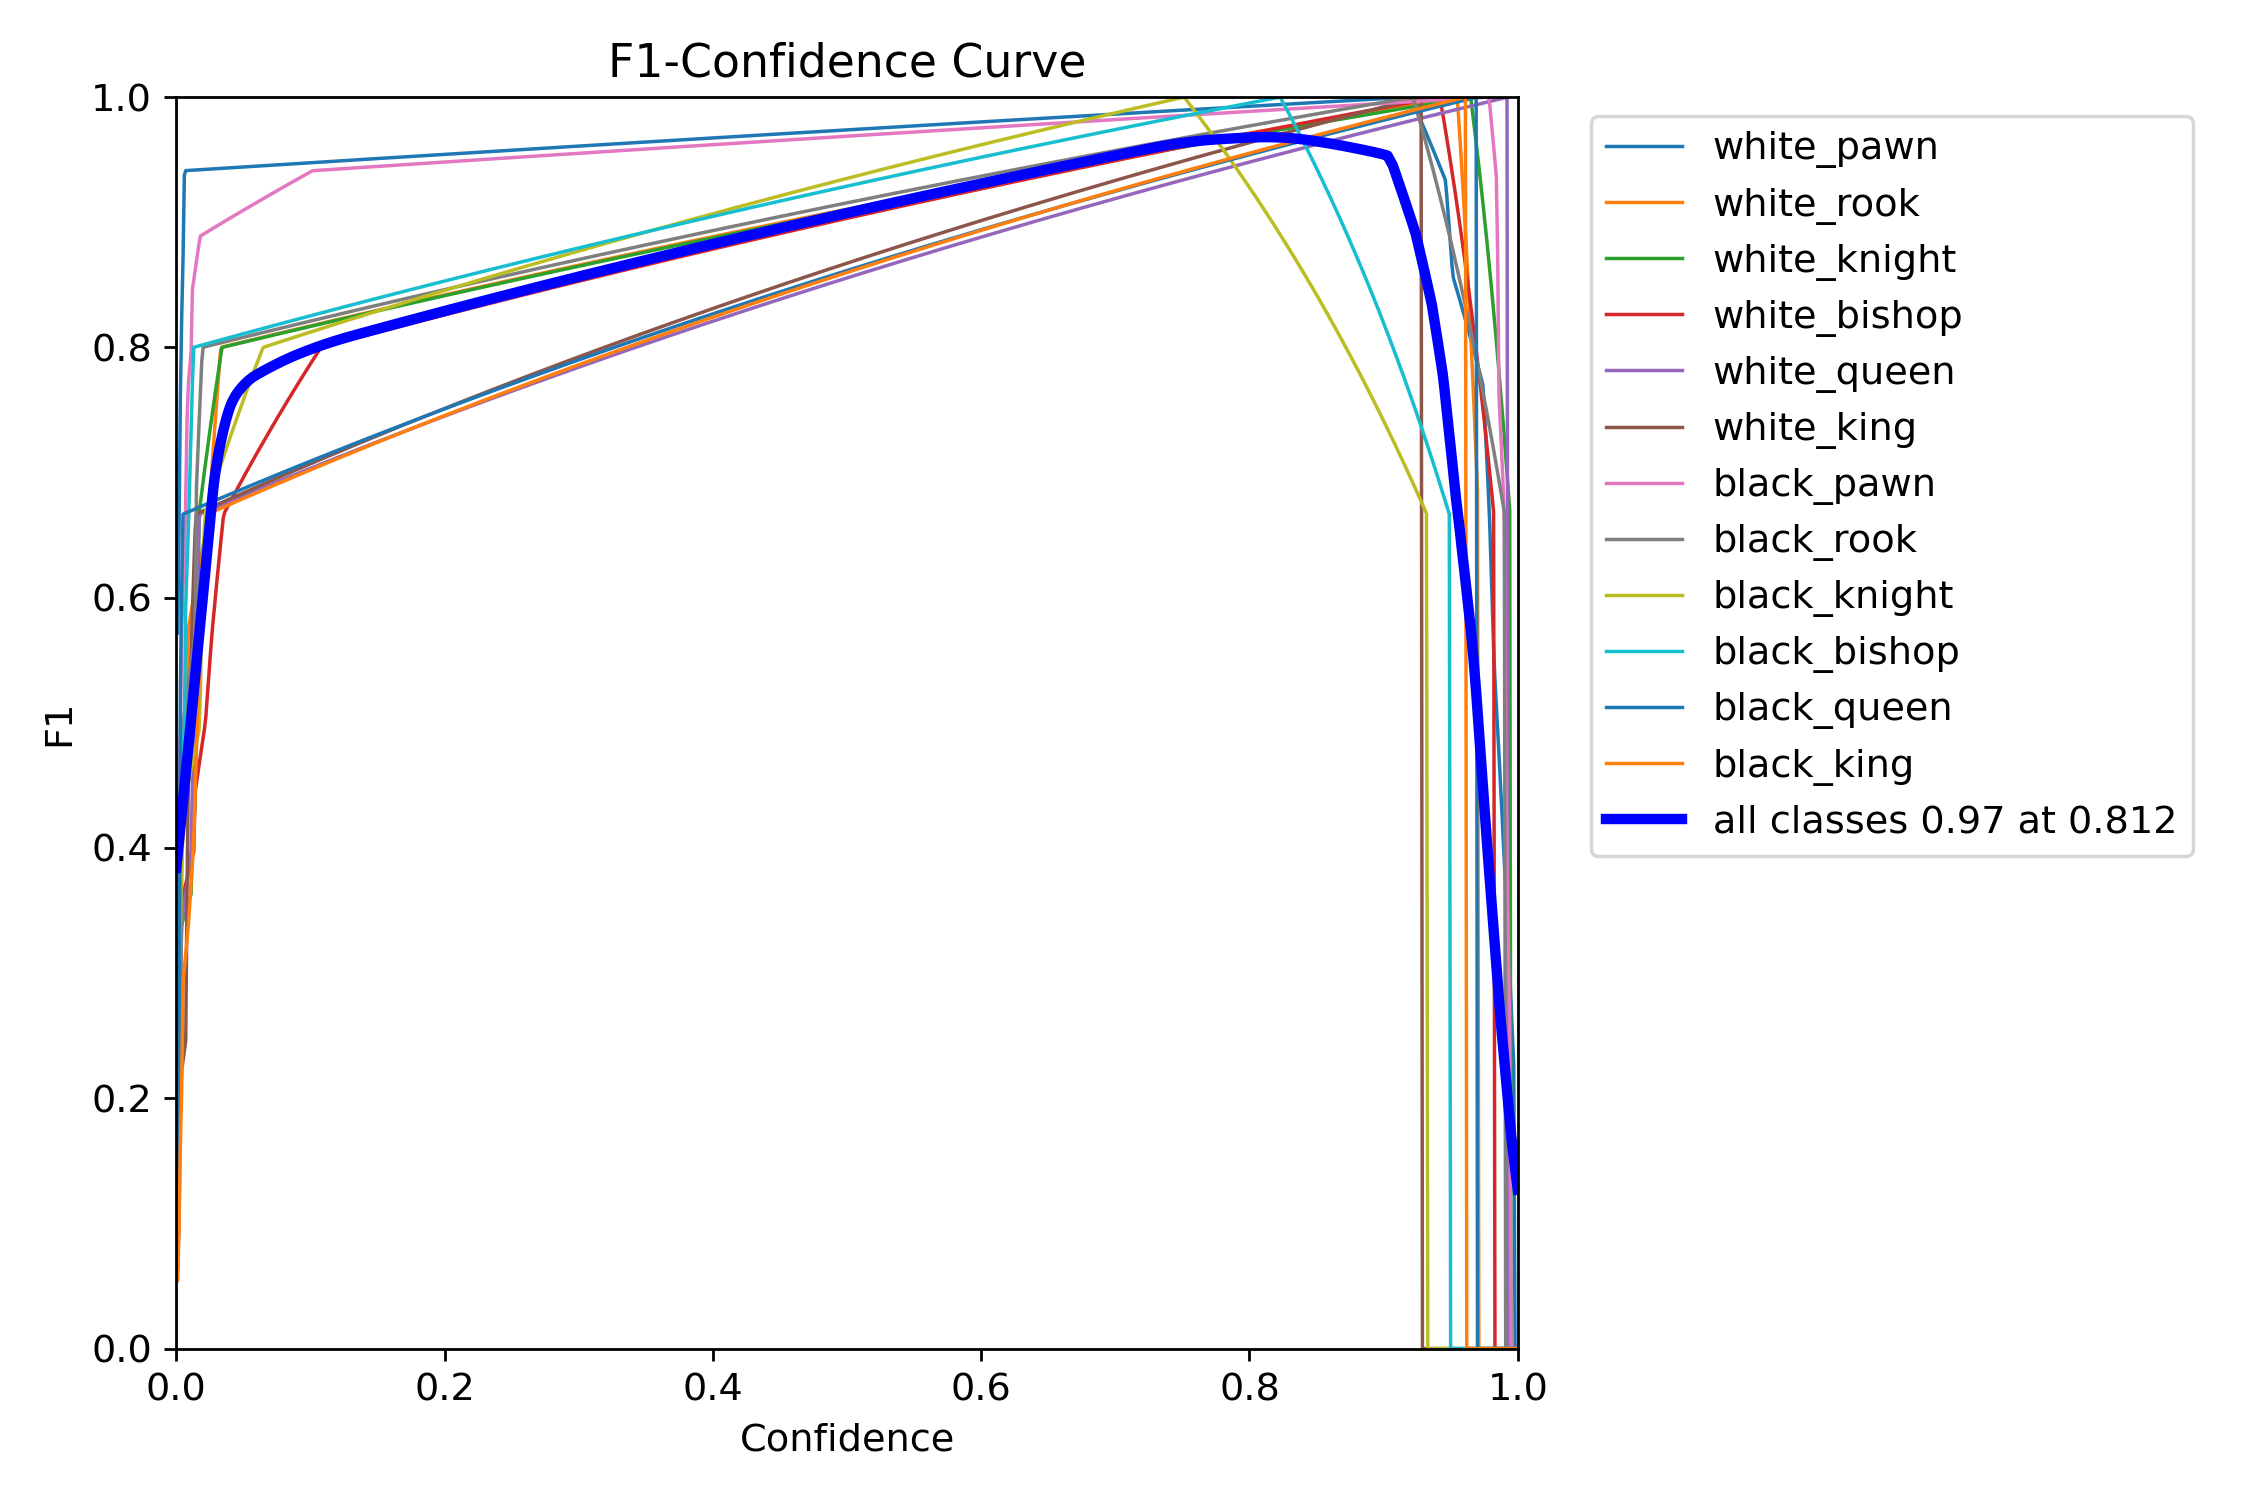 F1-Confidence Curve
1.0
0.8
0.6
0.4
0.2
0.0
F1
0.0 0.2 0.4 0.6 0.8 1.0
Confidence
white_pawn
white_rook
white_knight
white_bishop
white_queen
white_king
black_pawn
black_rook
black_knight
black_bishop
black_queen
black_king
all classes 0.97 at 0.812